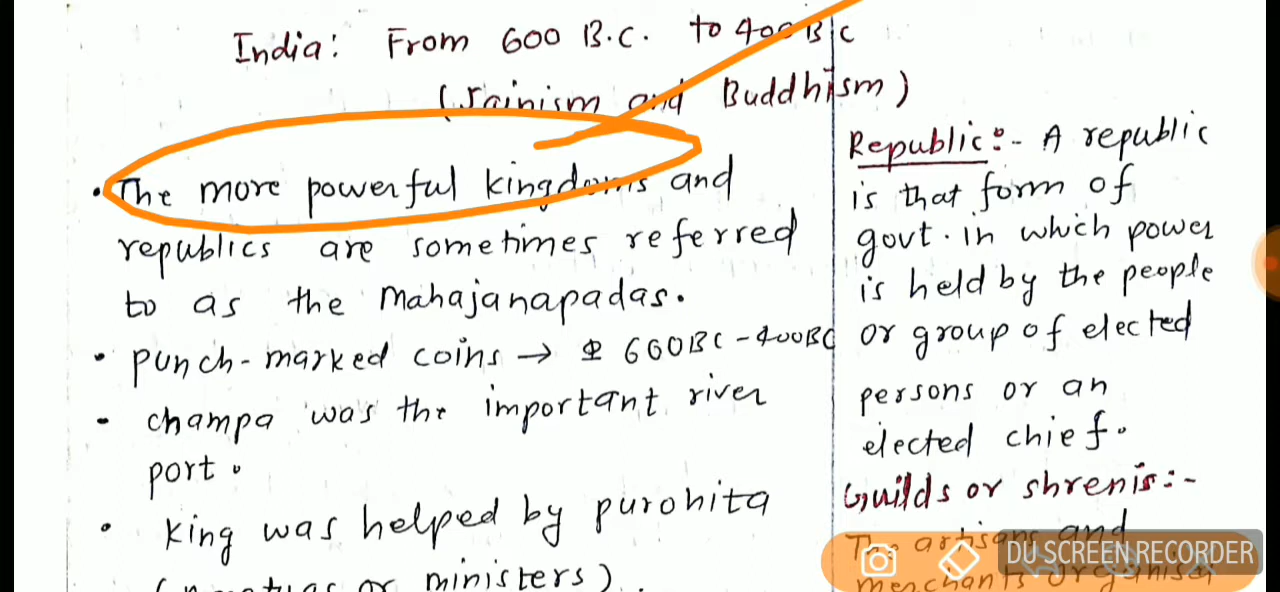 India: From 600 B.C. to 400 B C
(Jainism and Buddhism)
• The more powerful kingdoms and
republics are sometimes referred
to as the Mahajanapadas.
• punch-marked coins → 600BC-400BC
• champa was the important river
port.
• King was helped by purohita
ministers).
Republic:- A republic
is that form of
govt. in which power
is held by the people
or group of elected
persons or an
elected chief.
Guilds or shrenis:-
The artisans and
merchants organised
DU SCREEN RECORDER